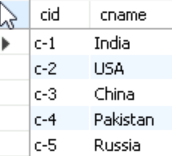 cid cname
c-1 India
c-2 USA
c-3 China
c-4 Pakistan
c-5 Russia